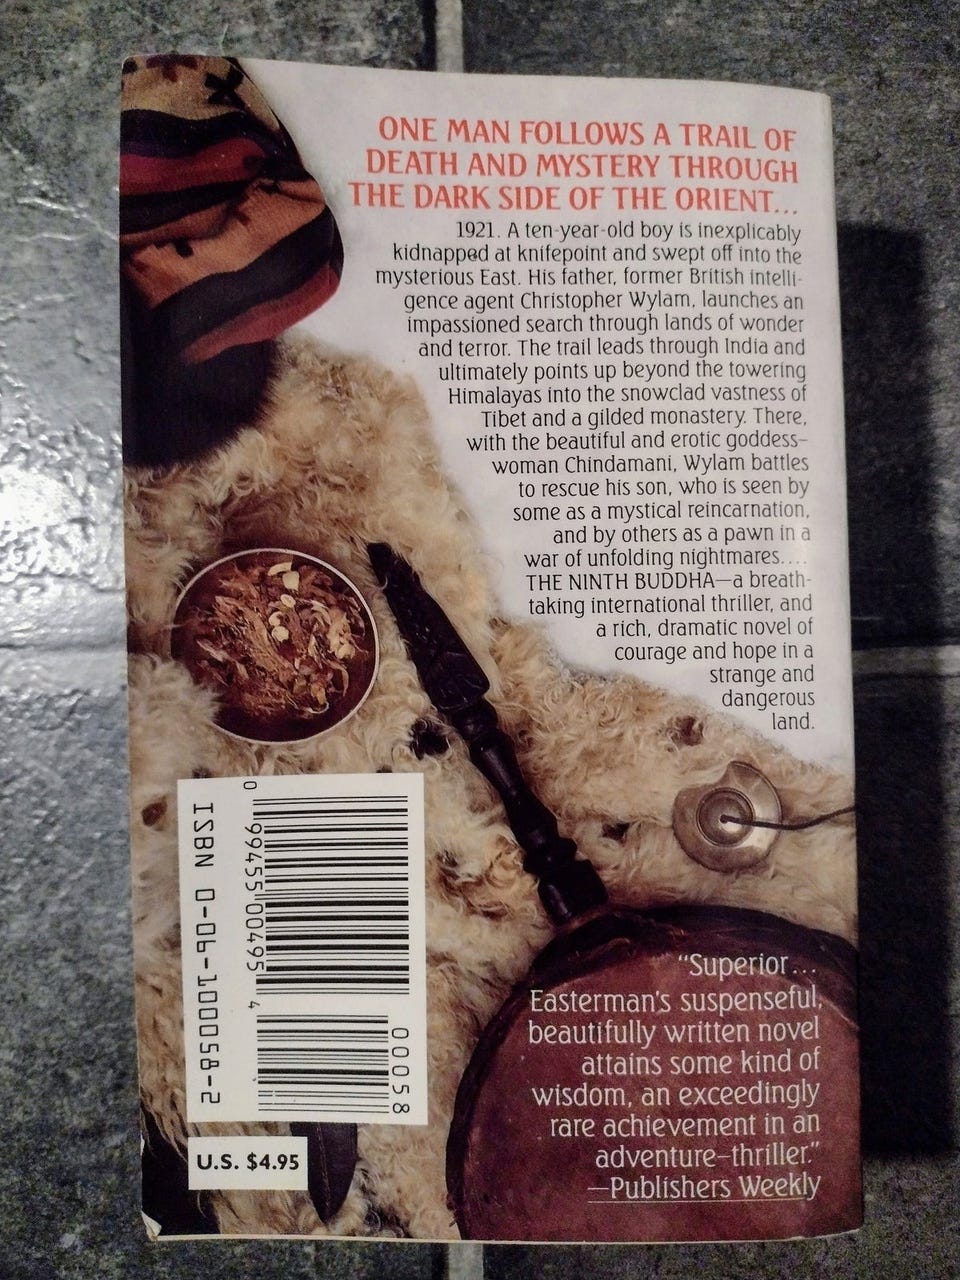 ONE MAN FOLLOWS A TRAIL OF
DEATH AND MYSTERY THROUGH
THE DARK SIDE OF THE ORIENT...
1921. A ten-year-old boy is inexplicably
kidnapped at knifepoint and swept off into the
mysterious East. His father, former British intelli-
gence agent Christopher Wylam, launches an
impassioned search through lands of wonder
and terror. The trail leads through India and
ultimately points up beyond the towering
Himalayas into the snowclad vastness of
Tibet and a gilded monastery. There,
with the beautiful and erotic goddess-
woman Chindamani, Wylam battles
to rescue his son, who is seen by
some as a mystical reincarnation,
and by others as a pawn in a
war of unfolding nightmares....
THE NINTH BUDDHA—a breath-
taking international thriller, and
a rich, dramatic novel of
courage and hope in a
strange and
dangerous
land.
ISBN 0-06-100058-2
0 99455 00495 4
00058
U.S. $4.95
"Superior...
Easterman's suspenseful,
beautifully written novel
attains some kind of
wisdom, an exceedingly
rare achievement in an
adventure-thriller."
—Publishers Weekly